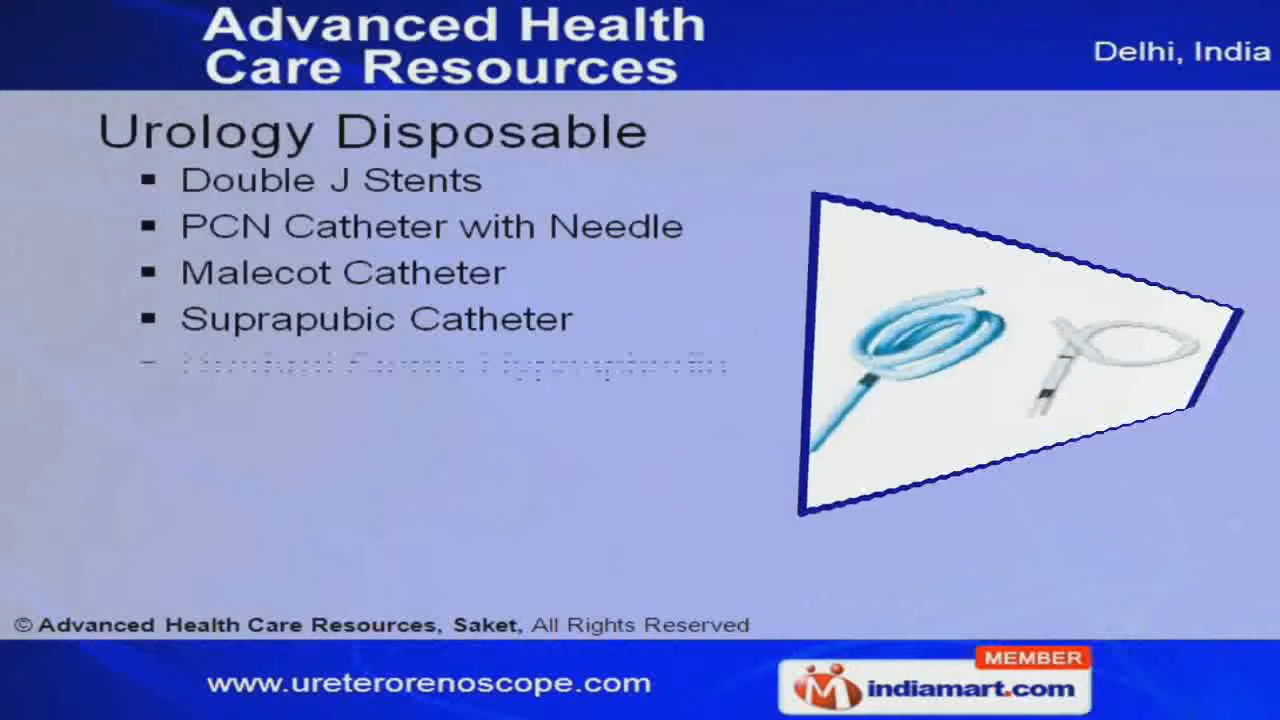 Advanced Health
Care Resources
Delhi, India
Urology Disposable
▪ Double J Stents
▪ PCN Catheter with Needle
▪ Malecot Catheter
▪ Suprapubic Catheter
© Advanced Health Care Resources, Saket, All Rights Reserved
www.ureterorenoscope.com
MEMBER
indiamart.com